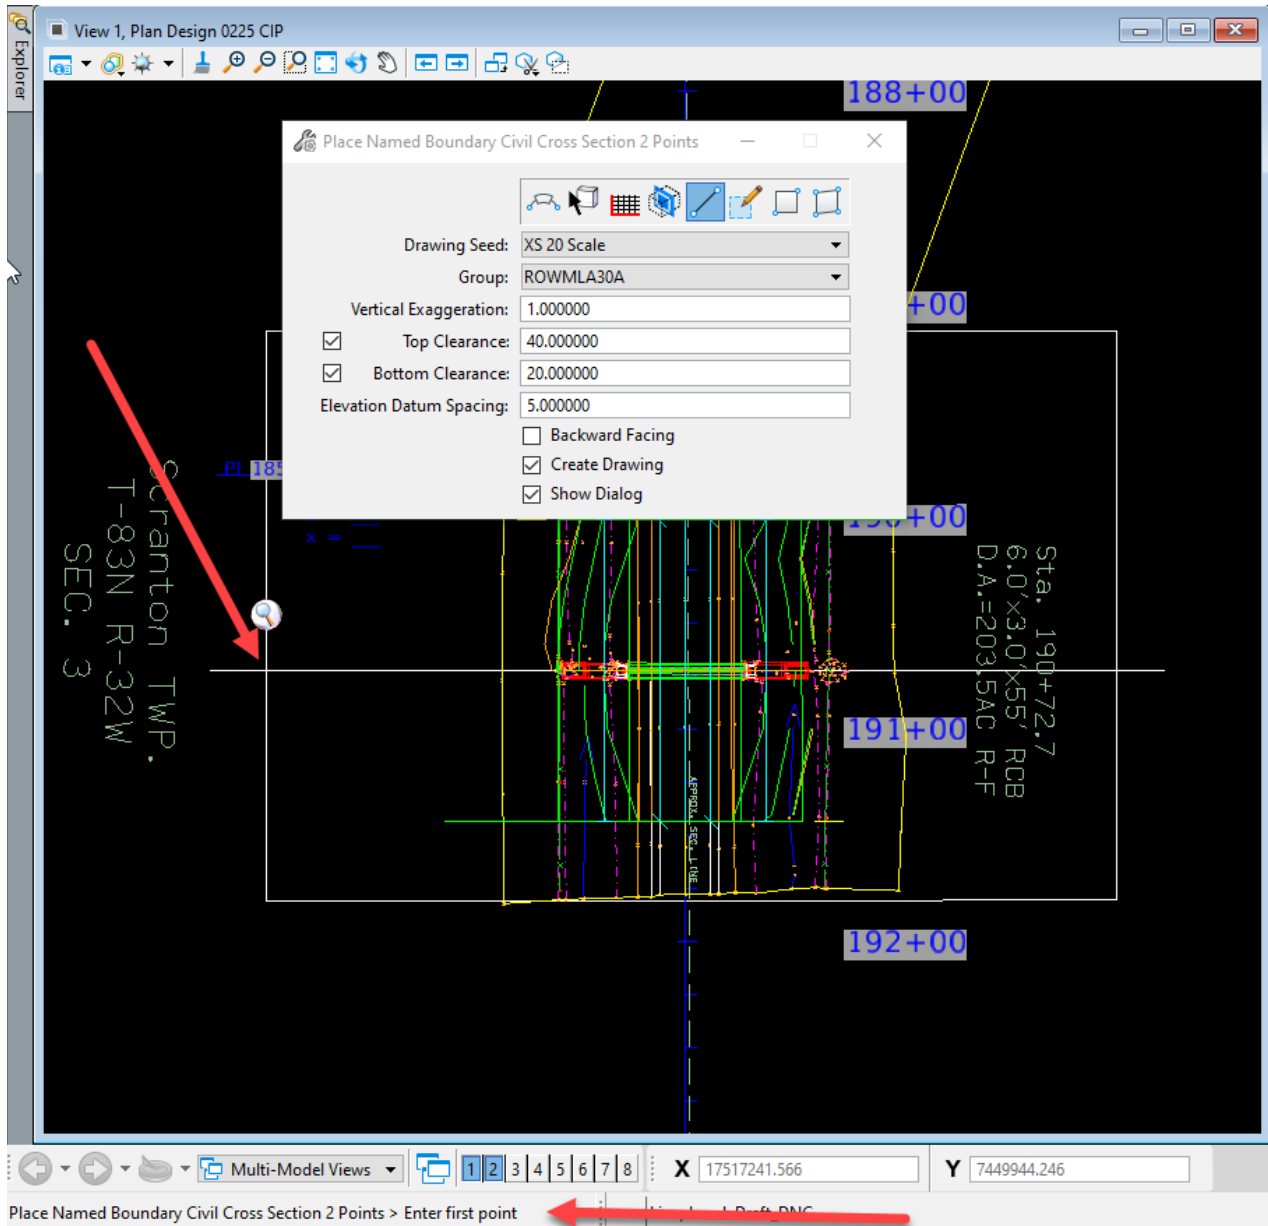 Explorer
View 1, Plan Design 0225 CIP
188+00
Place Named Boundary Civil Cross Section 2 Points
Drawing Seed: XS 20 Scale
Group: ROWMLA30A
Vertical Exaggeration: 1.000000
Top Clearance: 40.000000
Bottom Clearance: 20.000000
Elevation Datum Spacing: 5.000000
Backward Facing
Create Drawing
Show Dialog
+00
PI 185
x =
+00
Scranton TWP.
T-83N R-32W
SEC. 3
Sta. 190+72.7
6.0'x3.0'x55' RCB
D.A.=203.5AC R-F
191+00
APPROX. SEC. LINE
192+00
Multi-Model Views 1 2 3 4 5 6 7 8 X 17517241.566 Y 7449944.246
Place Named Boundary Civil Cross Section 2 Points > Enter first point